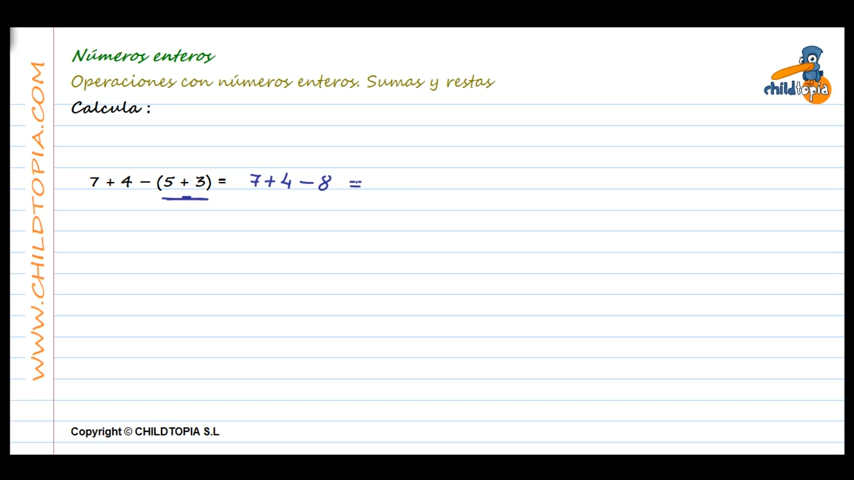 Números enteros
Operaciones con números enteros. Sumas y restas
Calcula :
childtopia
7 + 4 − (5 + 3) = 7+4−8 =
WWW.CHILDTOPIA.COM
Copyright © CHILDTOPIA S.L